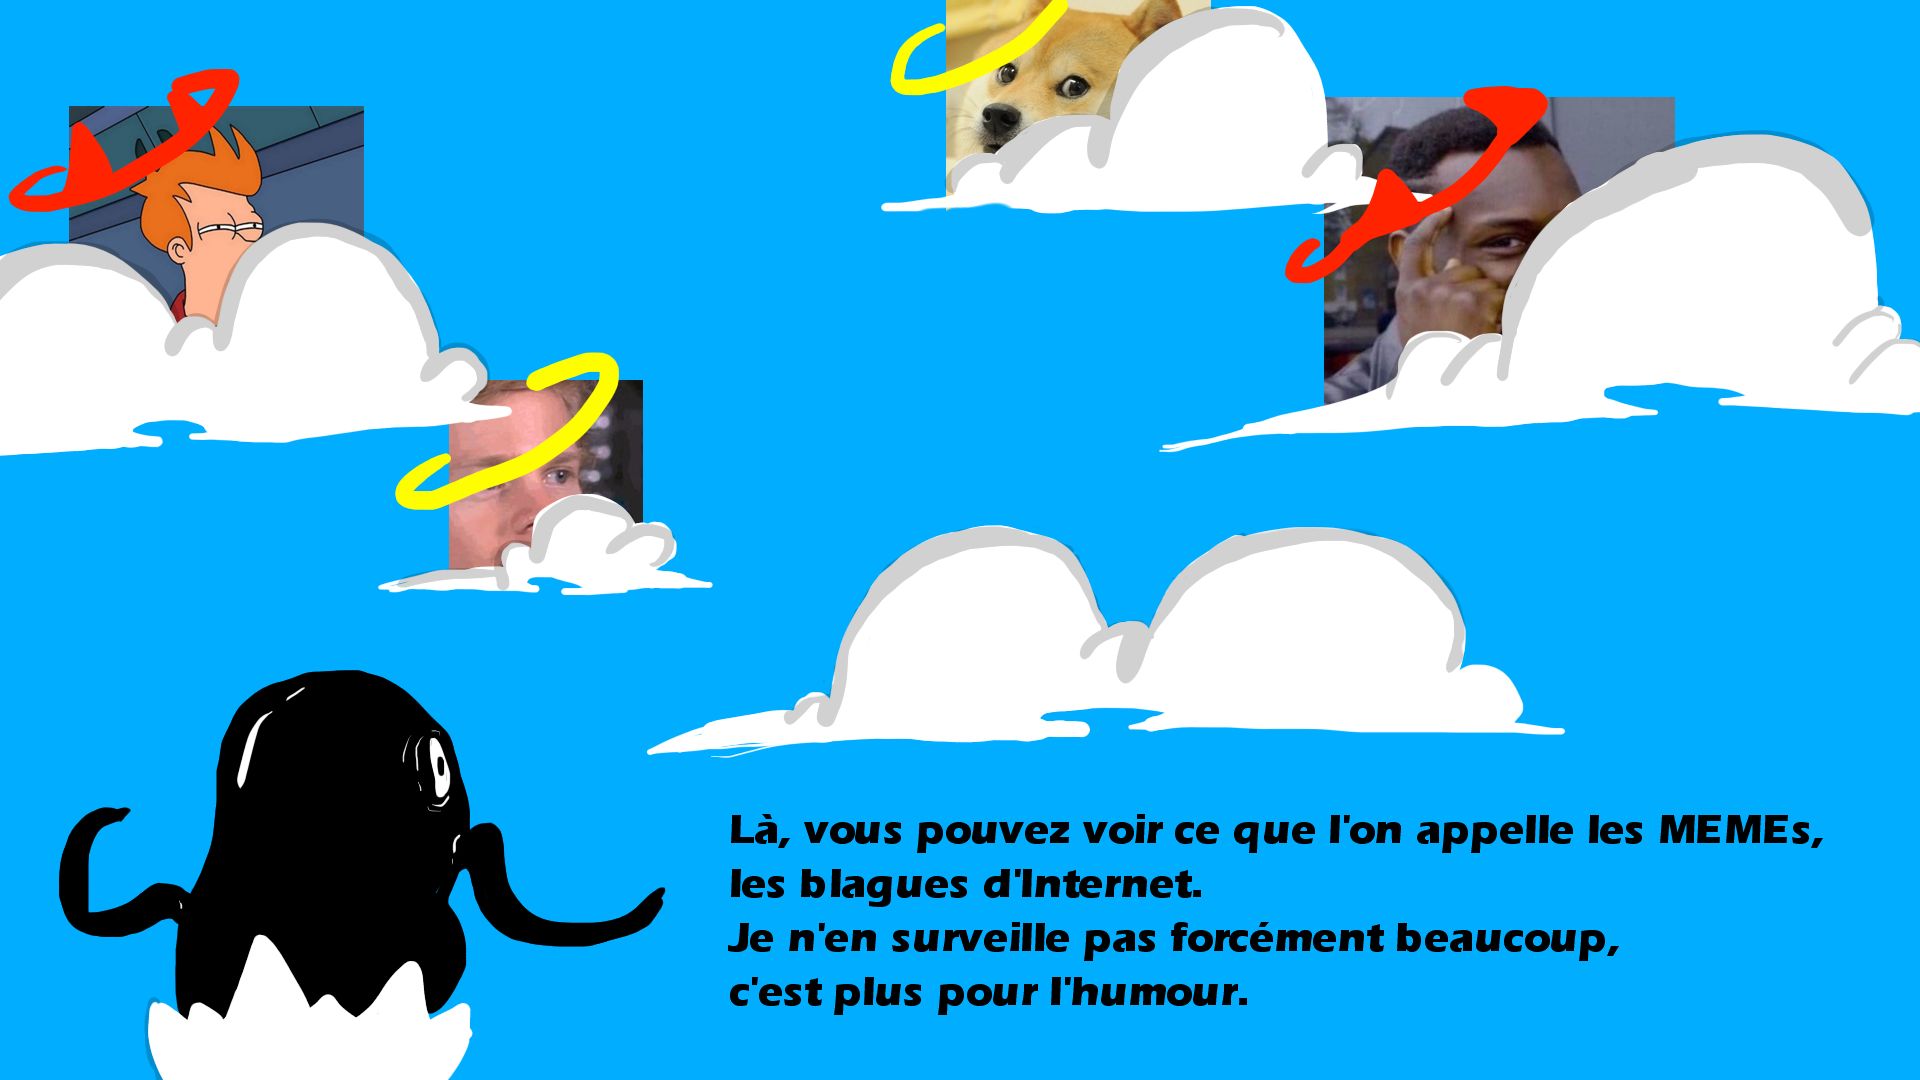 Là, vous pouvez voir ce que l'on appelle les MEMEs,
les blagues d'Internet.
Je n'en surveille pas forcément beaucoup,
c'est plus pour l'humour.